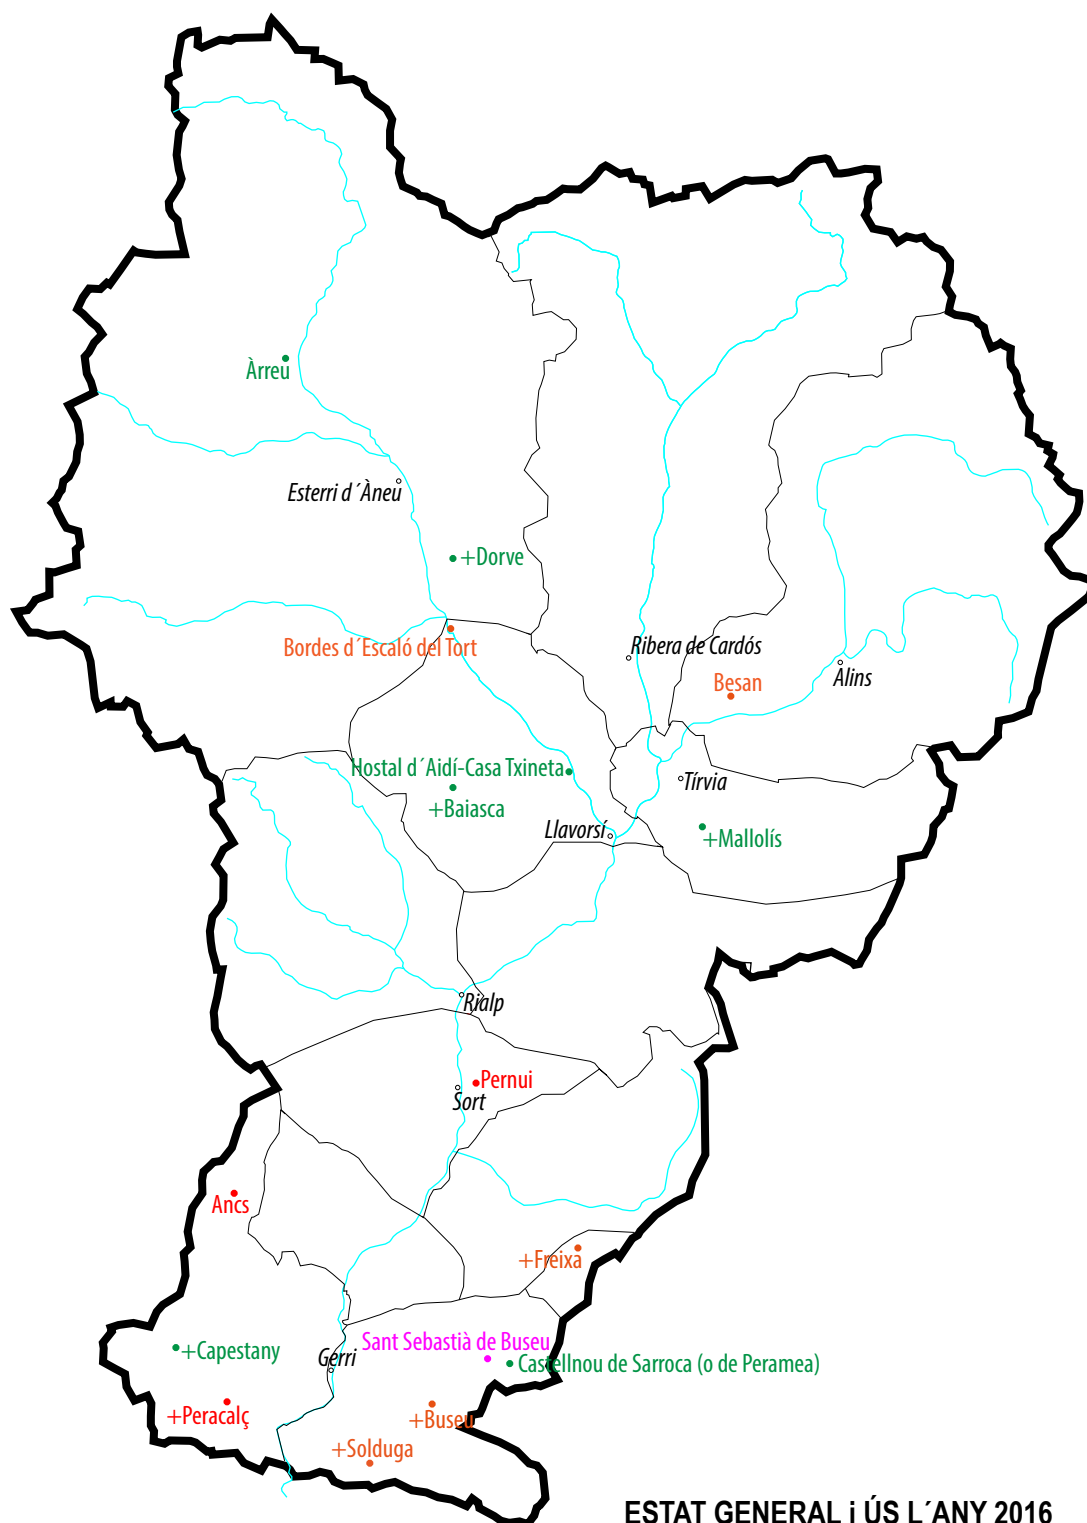 Àrreu
Esterri d´Àneu
+Dorve
Bordes d´Escaló del Tort
Ribera de Cardós
Àlins
Besan
Hostal d´Aidí-Casa Txineta
Tírvia
+Baiasca
Llavorsí
+Mallolís
Rialp
Pernui
Sort
Ancs
+Freixa
Sant Sebastià de Buseu
+Capestany
Gerri
Castellnou de Sarroca (o de Peramea)
+Peracalç
+Buseu
+Solduga
ESTAT GENERAL i ÚS L´ANY 2016